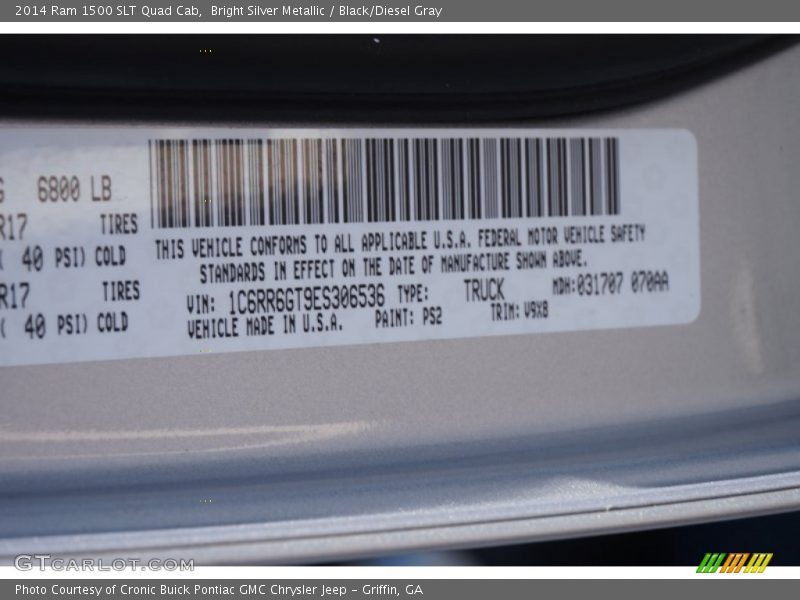 2014 Ram 1500 SLT Quad Cab,  Bright Silver Metallic / Black/Diesel Gray
6800 LB
R17 TIRES
( 40 PSI) COLD
R17 TIRES
( 40 PSI) COLD
THIS VEHICLE CONFORMS TO ALL APPLICABLE U.S.A. FEDERAL MOTOR VEHICLE SAFETY
STANDARDS IN EFFECT ON THE DATE OF MANUFACTURE SHOWN ABOVE.
VIN: 1C6RR6GT9ES306536 TYPE: TRUCK MDH:031707 070AA
VEHICLE MADE IN U.S.A. PAINT: PS2 TRIM: V9X8
GTCARLOT.COM
Photo Courtesy of Cronic Buick Pontiac GMC Chrysler Jeep - Griffin, GA